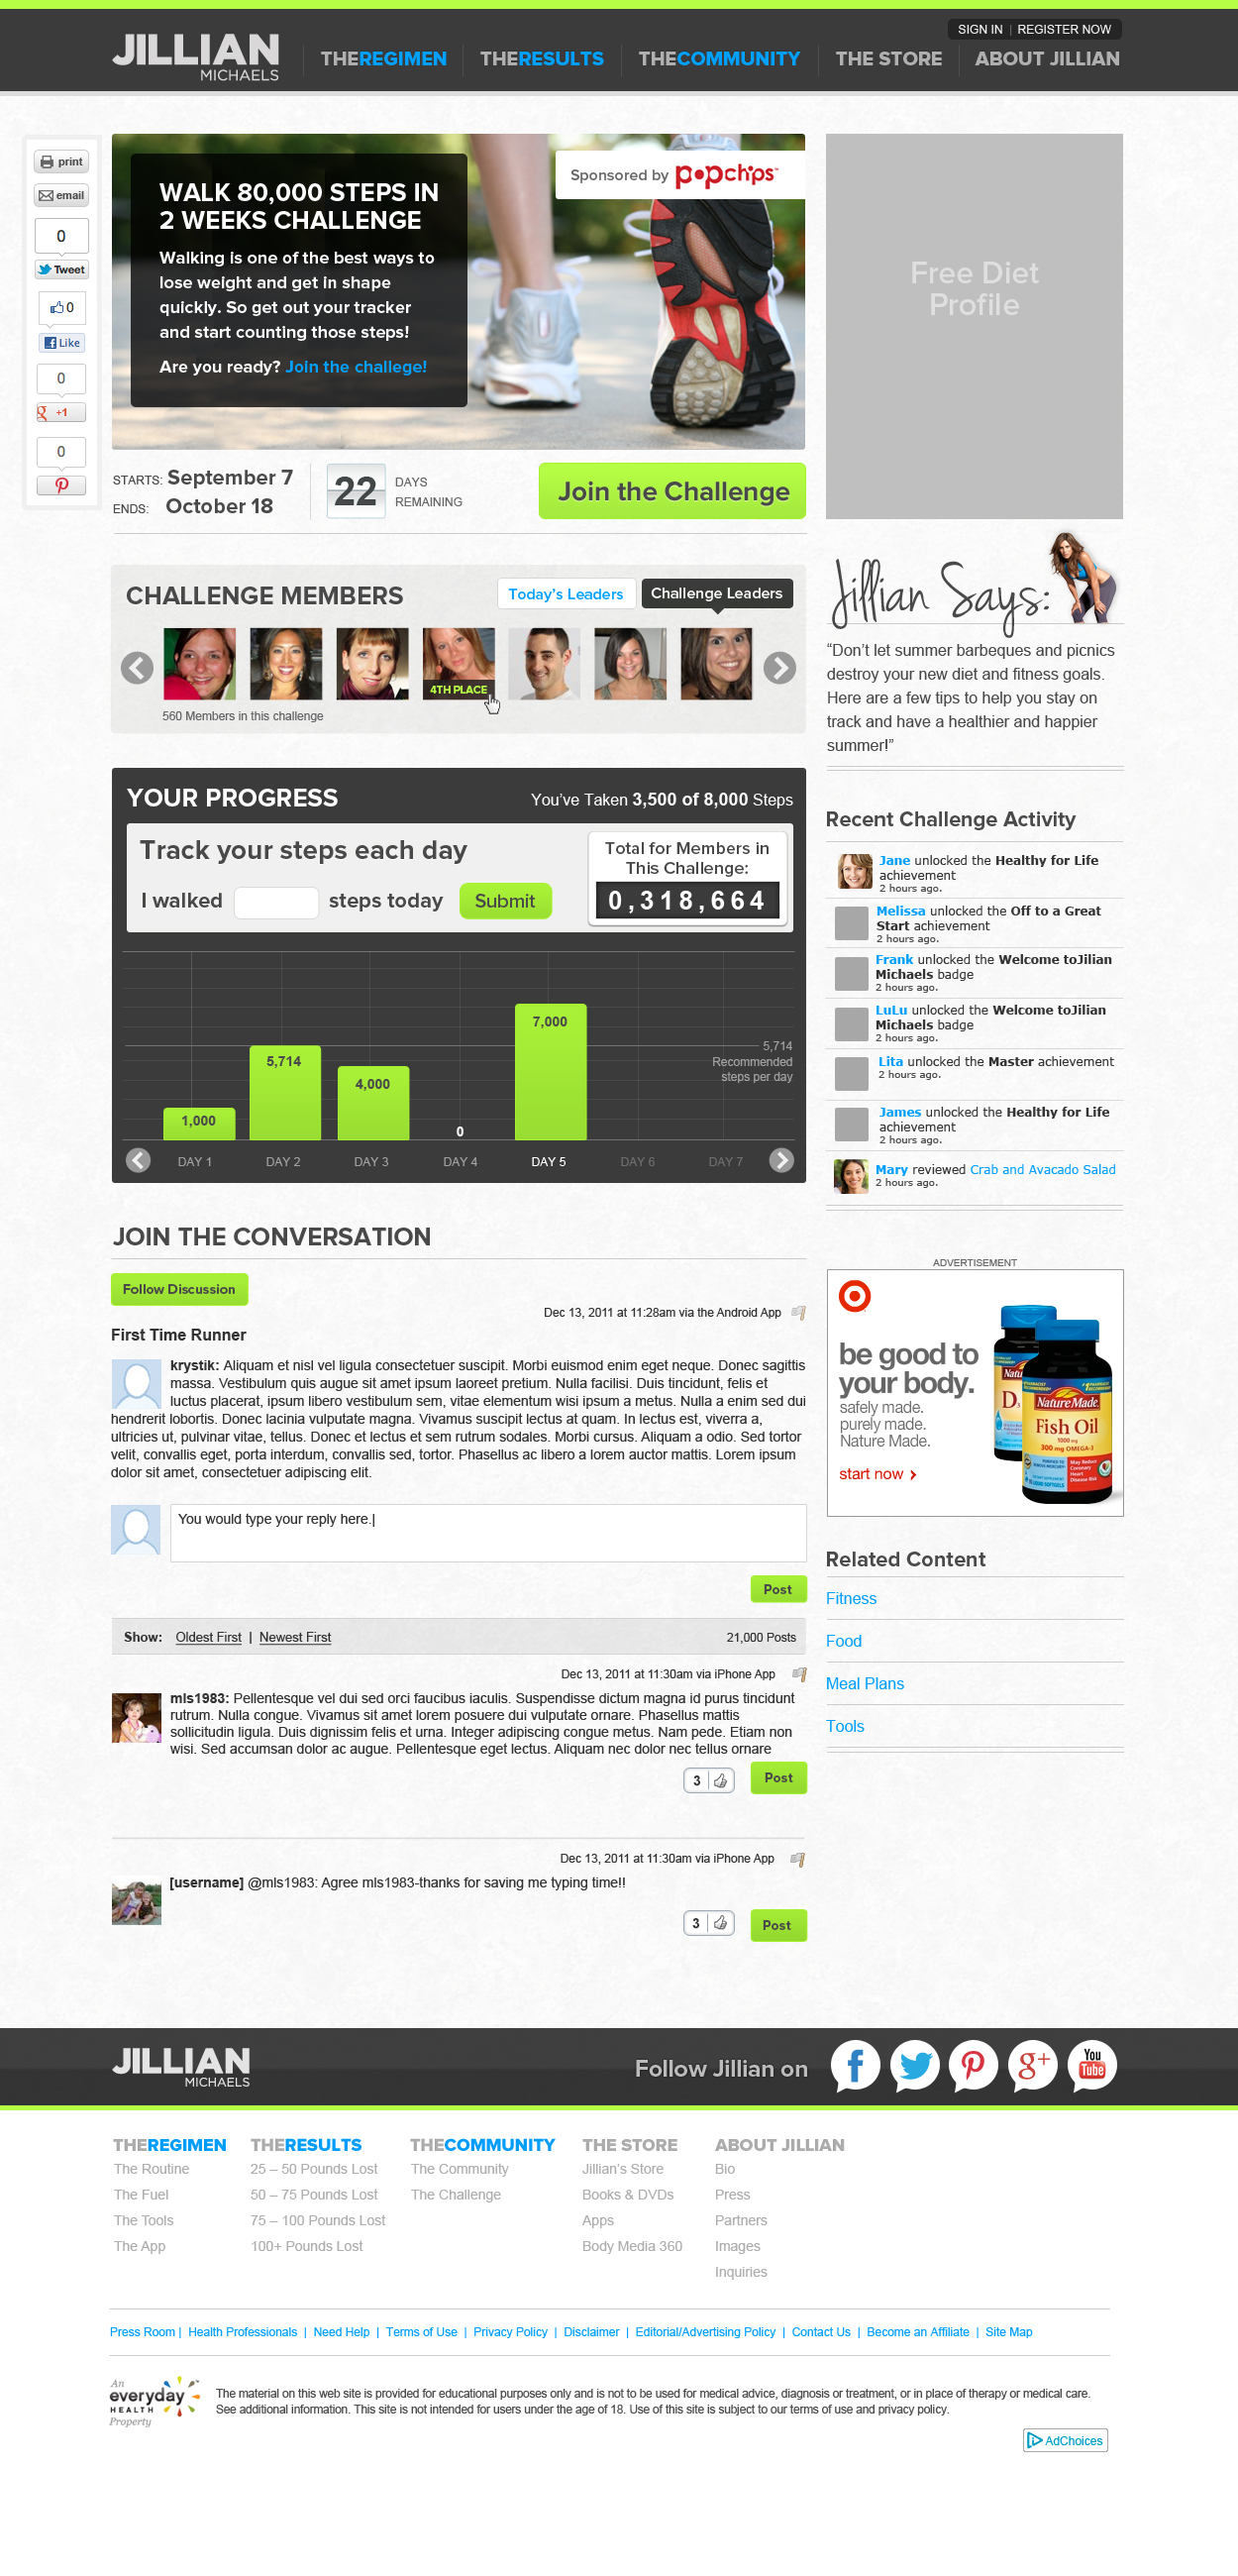 SIGN IN | REGISTER NOW
JILLIAN
MICHAELS
THEREGIMEN
THERESULTS
THECOMMUNITY
THE STORE
ABOUT JILLIAN
print
email
0
Tweet
0
Like
0
+1
0
WALK 80,000 STEPS IN
2 WEEKS CHALLENGE
Walking is one of the best ways to
lose weight and get in shape
quickly. So get out your tracker
and start counting those steps!
Are you ready? Join the challege!
Sponsored by popchips
Free Diet
Profile
STARTS: September 7
ENDS: October 18
22
DAYS
REMAINING
Join the Challenge
CHALLENGE MEMBERS
Today's Leaders
Challenge Leaders
4TH PLACE
560 Members in this challenge
Jillian Says:
“Don’t let summer barbeques and picnics
destroy your new diet and fitness goals.
Here are a few tips to help you stay on
track and have a healthier and happier
summer!”
YOUR PROGRESS
You’ve Taken 3,500 of 8,000 Steps
Track your steps each day
I walked
steps today
Submit
Total for Members in
This Challenge:
0,318,664
1,000
5,714
4,000
0
7,000
5,714
Recommended
steps per day
DAY 1
DAY 2
DAY 3
DAY 4
DAY 5
DAY 6
DAY 7
Recent Challenge Activity
Jane unlocked the Healthy for Life
achievement
2 hours ago.
Melissa unlocked the Off to a Great
Start achievement
2 hours ago.
Frank unlocked the Welcome toJilian
Michaels badge
2 hours ago.
LuLu unlocked the Welcome toJilian
Michaels badge
2 hours ago.
Lita unlocked the Master achievement
2 hours ago.
James unlocked the Healthy for Life
achievement
2 hours ago.
Mary reviewed Crab and Avacado Salad
2 hours ago.
JOIN THE CONVERSATION
Follow Discussion
Dec 13, 2011 at 11:28am via the Android App
First Time Runner
krystik: Aliquam et nisl vel ligula consectetuer suscipit. Morbi euismod enim eget neque. Donec sagittis
massa. Vestibulum quis augue sit amet ipsum laoreet pretium. Nulla facilisi. Duis tincidunt, felis et
luctus placerat, ipsum libero vestibulum sem, vitae elementum wisi ipsum a metus. Nulla a enim sed dui
hendrerit lobortis. Donec lacinia vulputate magna. Vivamus suscipit lectus at quam. In lectus est, viverra a,
ultricies ut, pulvinar vitae, tellus. Donec et lectus et sem rutrum sodales. Morbi cursus. Aliquam a odio. Sed tortor
velit, convallis eget, porta interdum, convallis sed, tortor. Phasellus ac libero a lorem auctor mattis. Lorem ipsum
dolor sit amet, consectetuer adipiscing elit.
You would type your reply here.|
Post
Show: Oldest First | Newest First
21,000 Posts
Dec 13, 2011 at 11:30am via iPhone App
mls1983: Pellentesque vel dui sed orci faucibus iaculis. Suspendisse dictum magna id purus tincidunt
rutrum. Nulla congue. Vivamus sit amet lorem posuere dui vulputate ornare. Phasellus mattis
sollicitudin ligula. Duis dignissim felis et urna. Integer adipiscing congue metus. Nam pede. Etiam non
wisi. Sed accumsan dolor ac augue. Pellentesque eget lectus. Aliquam nec dolor nec tellus ornare
3
Post
Dec 13, 2011 at 11:30am via iPhone App
[username] @mls1983: Agree mls1983-thanks for saving me typing time!!
3
Post
ADVERTISEMENT
be good to
your body.
safely made.
purely made.
Nature Made.
start now
Nature Made
D3
Nature Made
Fish Oil
1000 mg
300 mg OMEGA-3
May Reduce
Coronary
Heart
Disease Risk
Related Content
Fitness
Food
Meal Plans
Tools
JILLIAN
MICHAELS
Follow Jillian on
f
g+
You
Tube
THEREGIMEN
The Routine
The Fuel
The Tools
The App
THERESULTS
25 – 50 Pounds Lost
50 – 75 Pounds Lost
75 – 100 Pounds Lost
100+ Pounds Lost
THECOMMUNITY
The Community
The Challenge
THE STORE
Jillian’s Store
Books & DVDs
Apps
Body Media 360
ABOUT JILLIAN
Bio
Press
Partners
Images
Inquiries
Press Room | Health Professionals | Need Help | Terms of Use | Privacy Policy | Disclaimer | Editorial/Advertising Policy | Contact Us | Become an Affiliate | Site Map
An
everyday
HEALTH
Property
The material on this web site is provided for educational purposes only and is not to be used for medical advice, diagnosis or treatment, or in place of therapy or medical care.
See additional information. This site is not intended for users under the age of 18. Use of this site is subject to our terms of use and privacy policy.
AdChoices